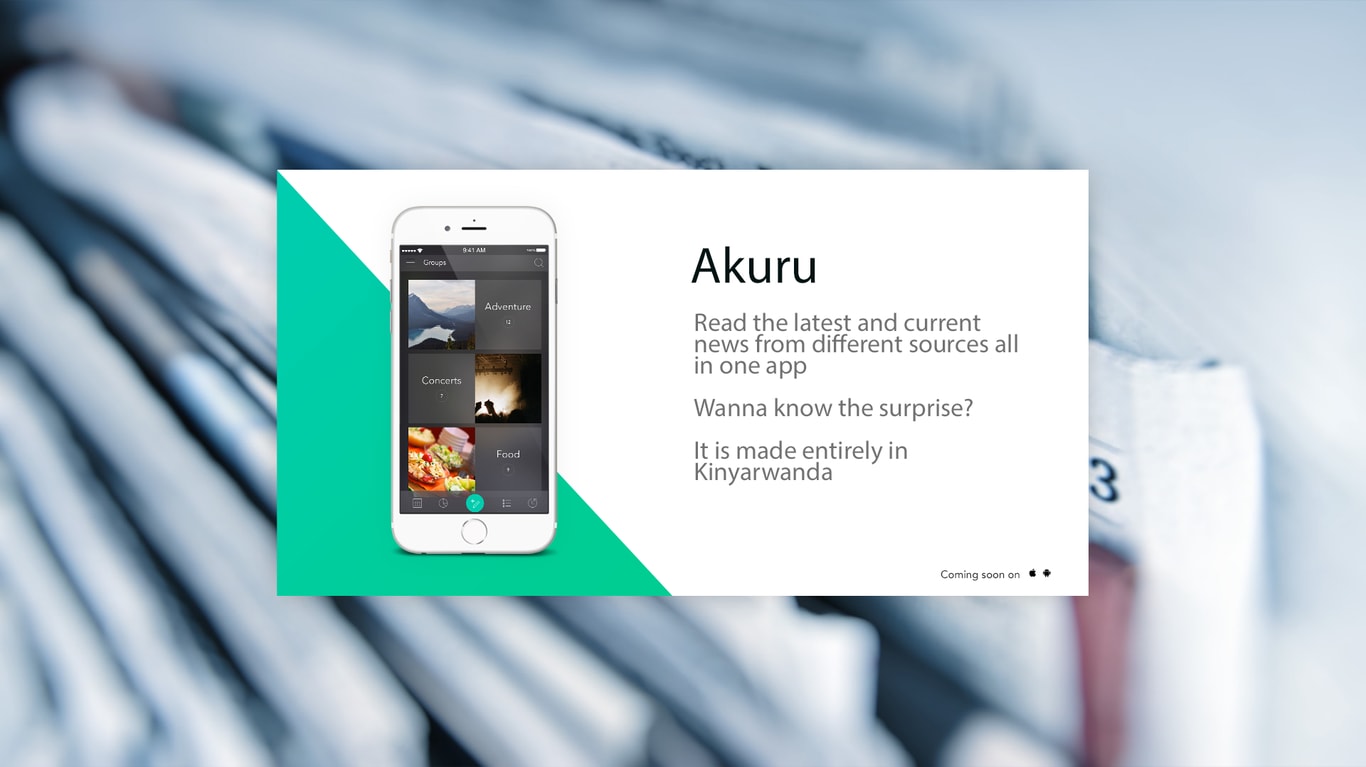 9:41 AM
Groups
Adventure
12
Concerts
7
Food
9
Akuru
Read the latest and current
news from different sources all
in one app
Wanna know the surprise?
It is made entirely in
Kinyarwanda
Coming soon on
3